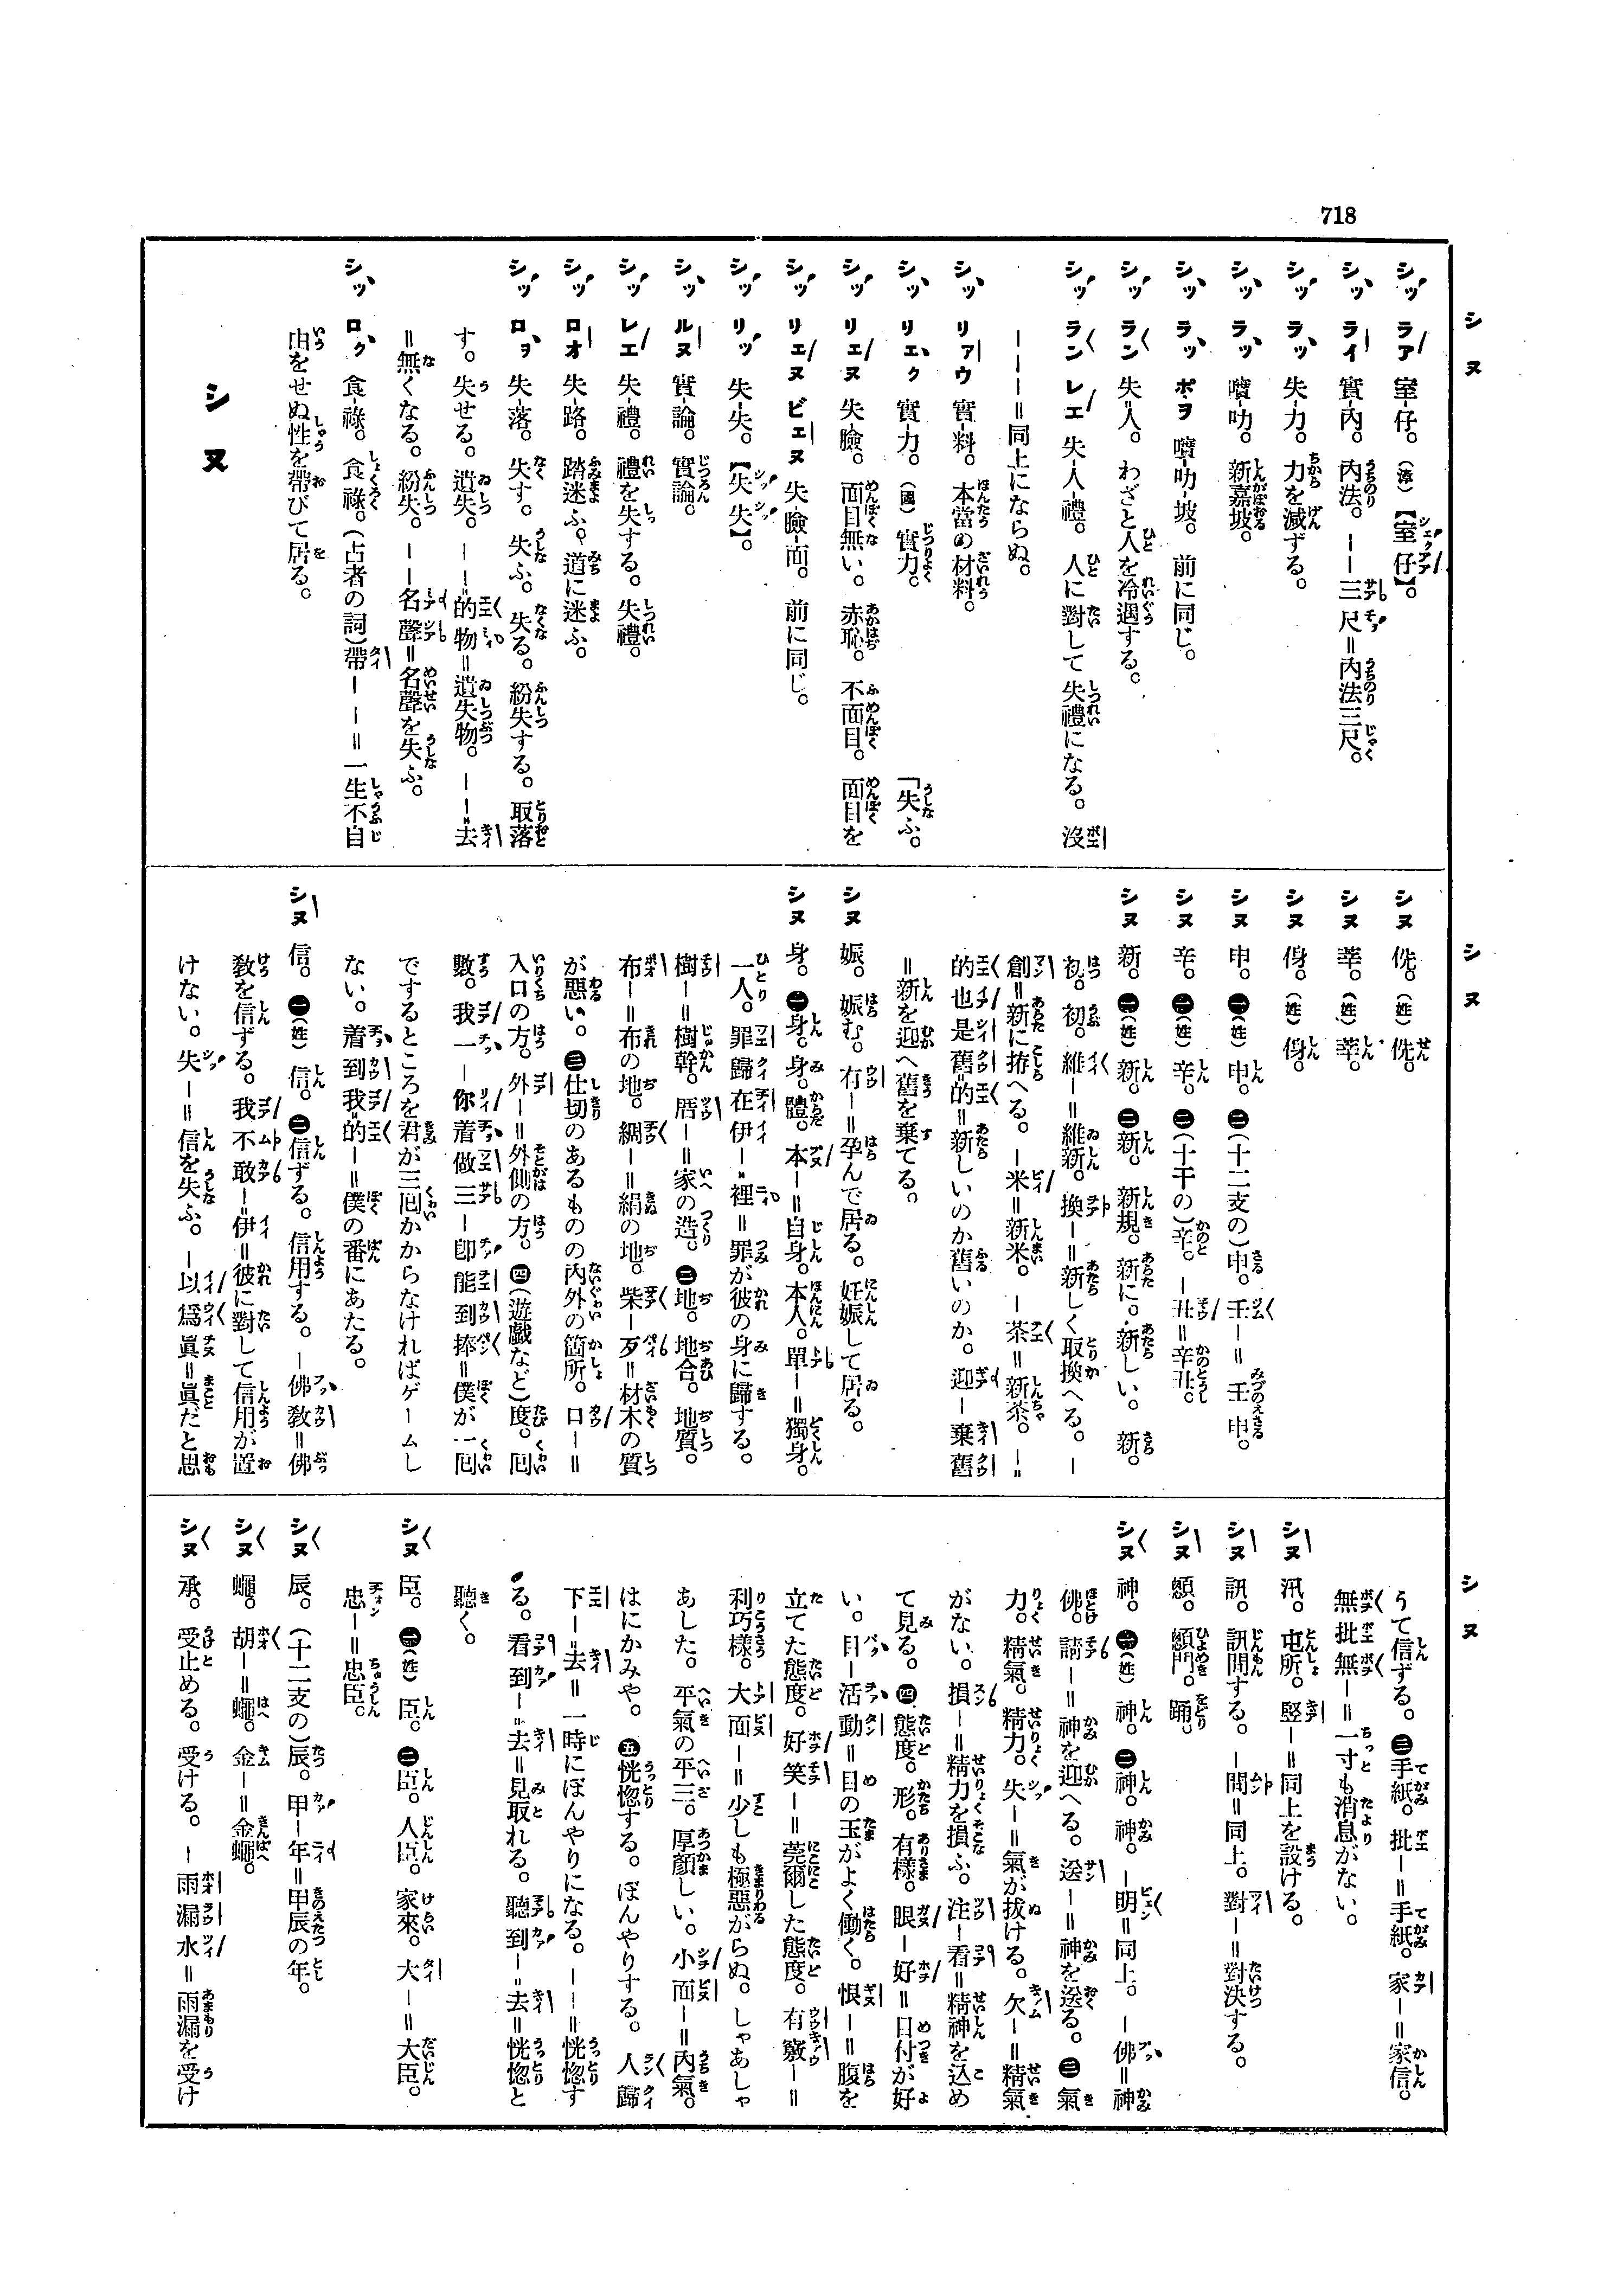 718
シヌ
シヌ
シヌ
シッ ラア 室-仔。(漳)【室仔】。
シッ ライ 實-內。內法。——三尺=內法三尺。
シッ ラッ 失-力。力を減ずる。
シッ ラッ 嚍-叻。新嘉坡。
シッ ラッ ポヲ 嚍-叻-坡。前に同じ。
シッ ラン 失=人。わざと人を冷遇する。
シッ ラン レエ 失-人-禮。人に對して失禮になる。沒
———=同上にならぬ。
シッ リァウ 實-料。本當の材料。
シッ リェク 實-力。(國)實力。
シッ リェヌ 失-臉。面目無い。赤恥。不面目。面目を
「失ふ。
シッ リェヌ ビェヌ 失-臉-面。前に同じ。
シッ リッ 失-失。【失失】。
シッ ルヌ 實-論。實論。
シッ レエ 失-禮。禮を失する。失禮。
シッ ロオ 失-路。踏迷ふ。道に迷ふ。
シッ ロヲ 失-落。失す。失ふ。失る。紛失する。取落
す。失せる。遺失。——的物=遺失物。——去
=無くなる。紛失。——名聲=名聲を失ふ。
シッ ロク 食-祿。食祿。(占者の詞)帶——=一生不自
由をせぬ性を帶びて居る。
シヌ
シヌ 侁。(姓)侁。
シヌ 莘。(姓)莘。
シヌ 侽。(姓)侽。
シヌ 申。㊀(姓)申。㊁(十二支の)申。壬—=壬申。
シヌ 辛。㊀(姓)辛。㊁(十干の)辛。—丑=辛丑。
シヌ 新。㊀(姓)新。㊁新。新規。新に。新しい。新。
初。初。維—=維新。換—=新しく取換へる。—
創=新に拵へる。—米=新米。—茶=新茶。—=
的也是舊=的=新しいのか舊いのか。迎—棄舊
=新を迎へ舊を棄てる。
シヌ 娠。娠む。有—=孕んで居る。妊娠して居る。
シヌ 身。㊀身。身。體。本—=自身。本人。單—=獨身。
一人。罪歸在伊—裡=罪が彼の身に歸する。
樹—=樹幹。厝—=家の造。㊁地。地合。地質。
布—=布の地。綢—=絹の地。柴—歹=材木の質
が惡い。㊂仕切のあるものの內外の箇所。口—=
入口の方。外—=外側の方。㊃(遊戲など)度。囘
數。我一—你着做三—卽能到捧=僕が一囘
でするところを君が三囘かからなければゲームし
ない。着到我=的—=僕の番にあたる。
シヌ 信。㊀(姓)信。㊁信ずる。信用する。—佛敎=佛
敎を信ずる。我不敢—伊=彼に對して信用が置
けない。失—=信を失ふ。—以爲眞=眞だと思
うて信ずる。㊂手紙。批—=手紙。家—=家信。
無批無—=一寸も消息がない。
シヌ 汛。屯所。竪—=同上を設ける。
シヌ 訊。訊問する。—問=同上。對—=對決する。
シヌ 顖。顖門。踊。
シヌ 神。㊀(姓)神。㊁神。神。—明=同上。—佛=神
佛。請—=神を迎へる。送—=神を送る。㊂氣
力。精氣。精力。失—=氣が拔ける。欠—=精氣
がない。損—=精力を損ふ。注—看=精神を込め
て見る。㊃態度。形。有樣。眼—好=目付が好
い。目—活動=目の玉がよく働く。恨—=腹を
立てた態度。好笑—=莞爾した態度。有竅—=
利巧樣。大面—=少しも極惡がらぬ。しゃあしゃ
あした。平氣の平三。厚顏しい。小面—=內氣。
はにかみや。㊄恍惚する。ぼんやりする。人歸
下—=去=一時にぼんやりになる。——=恍惚す
る。看到—=去=見取れる。聽到—=去=恍惚と
聽く。
シヌ 臣。㊀(姓)臣。㊁臣。人臣。家來。大—=大臣。
忠—=忠臣。
シヌ 辰。(十二支の)辰。甲—年=甲辰の年。
シヌ 蠅。胡—=蠅。金—=金蠅。
シヌ 承。受止める。受ける。—雨漏水=雨漏を受け